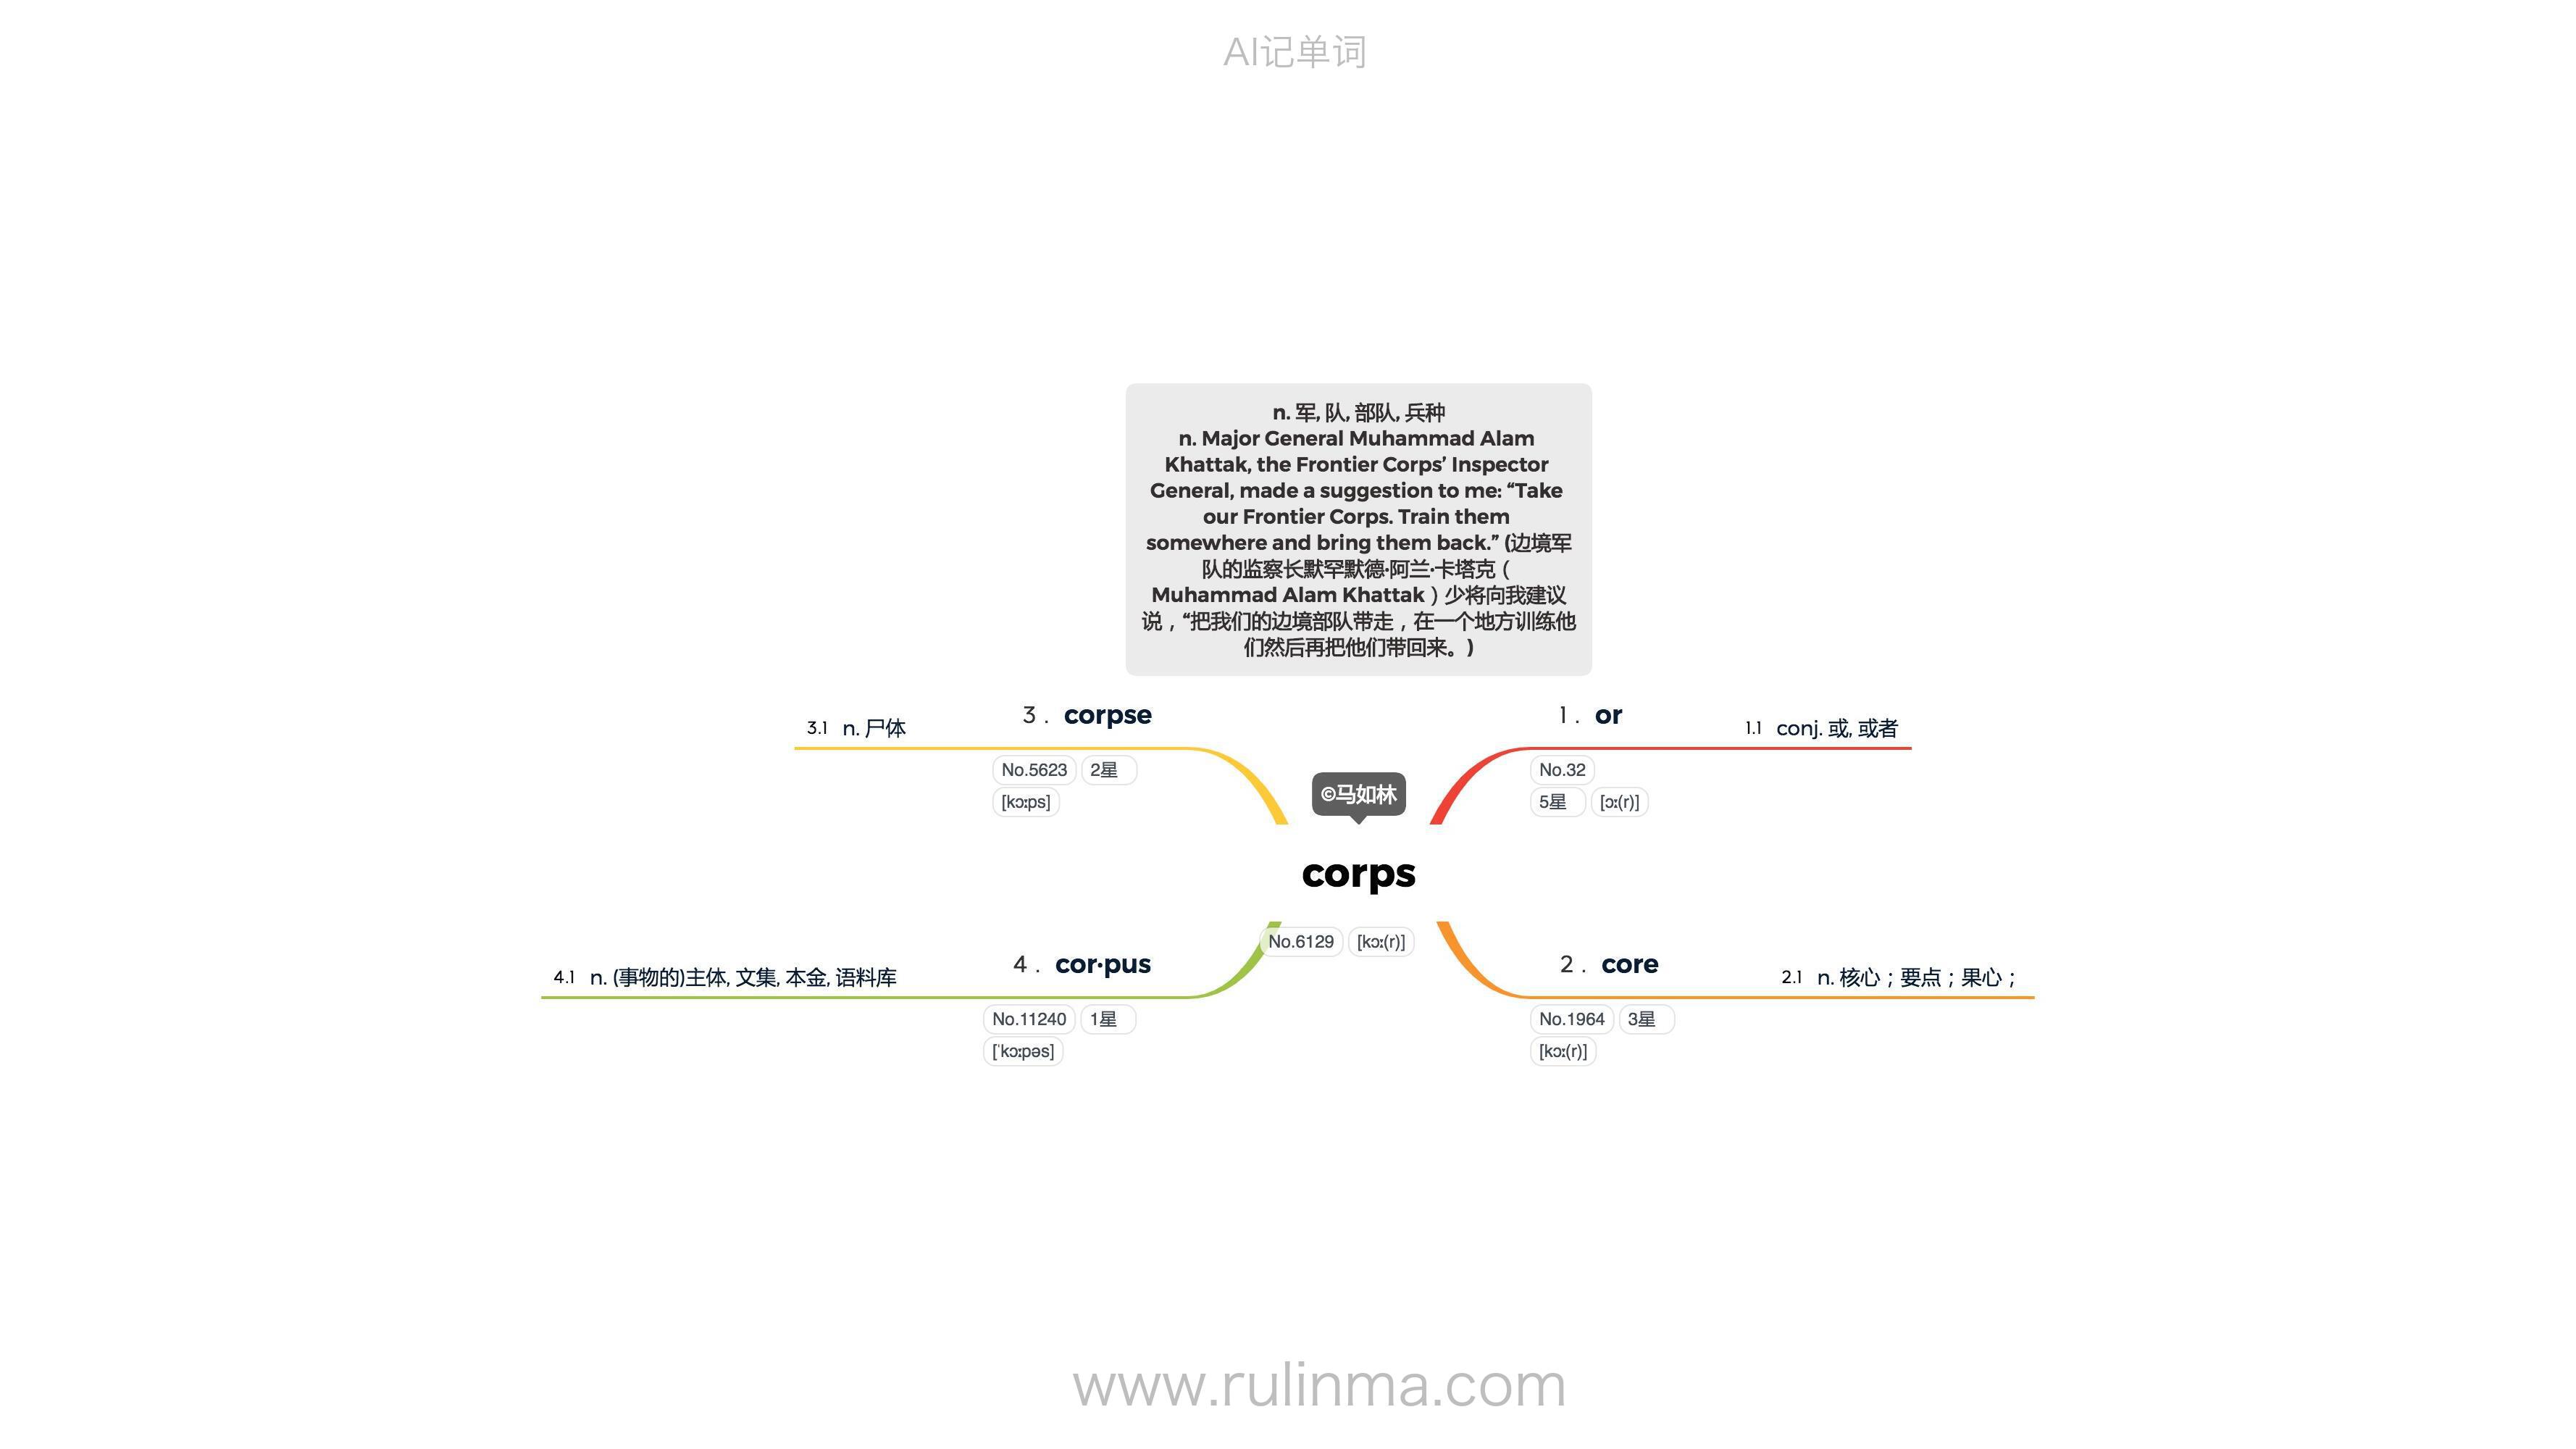 AI记单词
n. 军, 队, 部队, 兵种
n. Major General Muhammad Alam
Khattak, the Frontier Corps’ Inspector
General, made a suggestion to me: “Take
our Frontier Corps. Train them
somewhere and bring them back.” (边境军
队的监察长默罕默德·阿兰·卡塔克（
Muhammad Alam Khattak）少将向我建议
说，“把我们的边境部队带走，在一个地方训练他
们然后再把他们带回来。)
3. corpse
3.1 n. 尸体
No.5623 2星
[kɔːps]
1. or
1.1 conj. 或, 或者
No.32
5星 [ɔː(r)]
©马如林
corps
No.6129 [kɔː(r)]
4. cor·pus
4.1 n. (事物的)主体, 文集, 本金, 语料库
No.11240 1星
[ˈkɔːpəs]
2. core
2.1 n. 核心；要点；果心；
No.1964 3星
[kɔː(r)]
www.rulinma.com